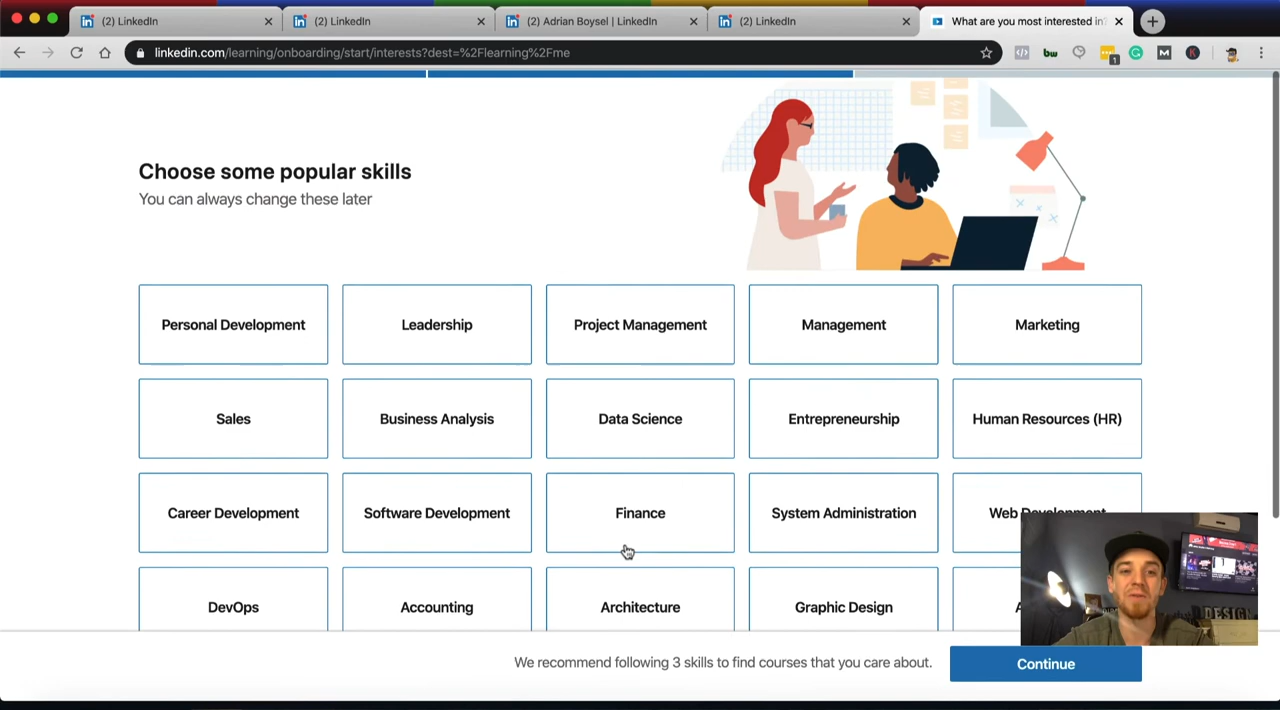 (2) LinkedIn
(2) LinkedIn
(2) Adrian Boysel | LinkedIn
(2) LinkedIn
What are you most interested in
linkedin.com/learning/onboarding/start/interests?dest=%2Flearning%2Fme
1
Choose some popular skills
You can always change these later
Personal Development
Leadership
Project Management
Management
Marketing
Sales
Business Analysis
Data Science
Entrepreneurship
Human Resources (HR)
Career Development
Software Development
Finance
System Administration
Web Development
DevOps
Accounting
Architecture
Graphic Design
DESIGN
We recommend following 3 skills to find courses that you care about.
Continue